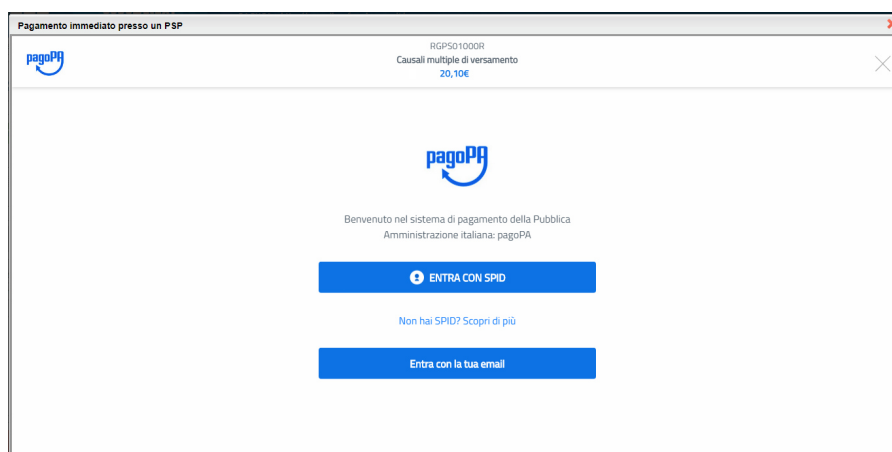 Pagamento immediato presso un PSP
pagoPA
RGPS01000R
Causali multiple di versamento
20,10€
pagoPA
Benvenuto nel sistema di pagamento della Pubblica
Amministrazione italiana: pagoPA
ENTRA CON SPID
Non hai SPID? Scopri di più
Entra con la tua email